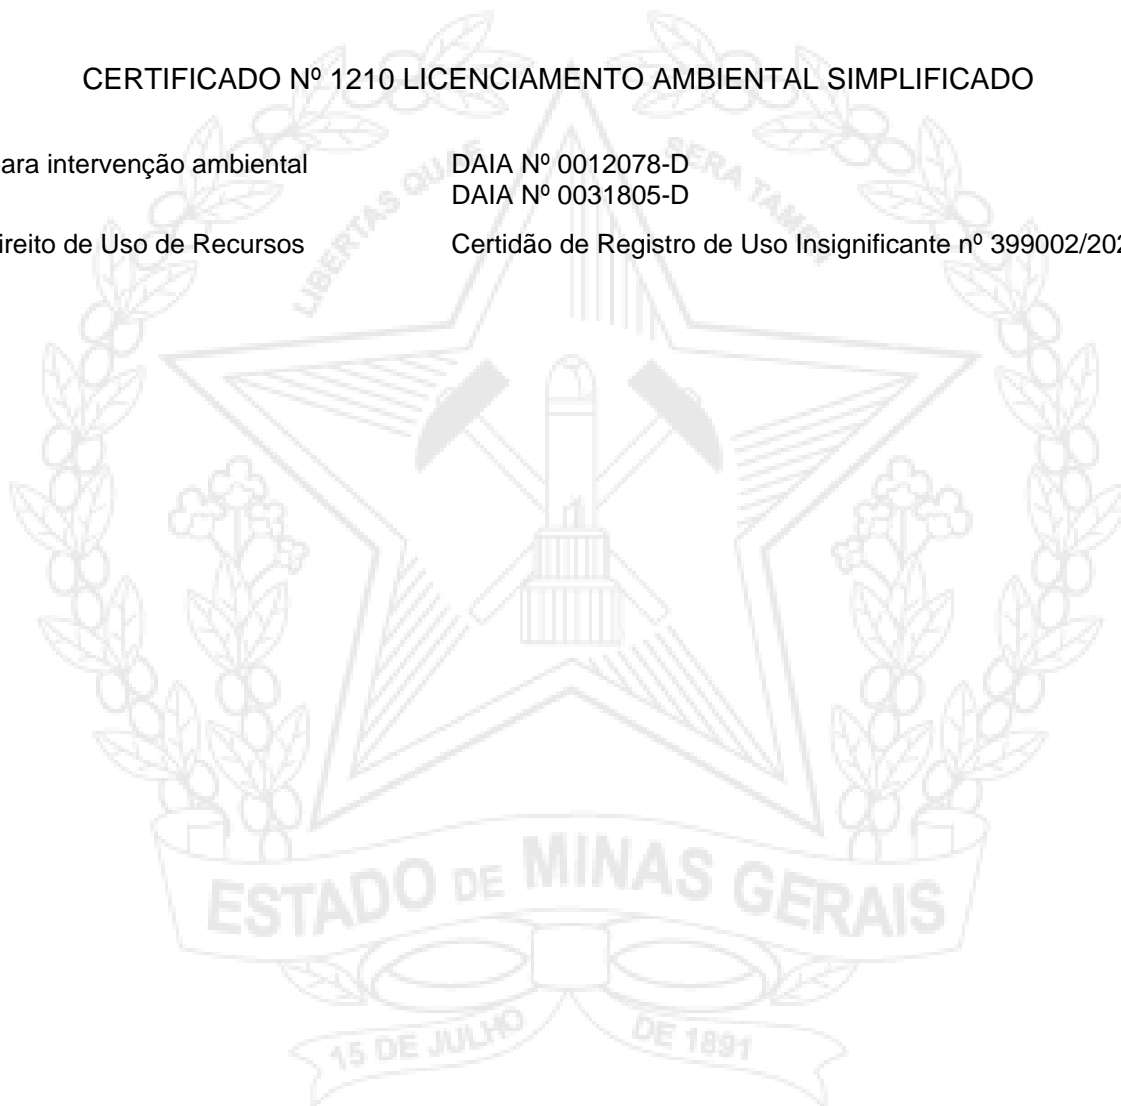 CERTIFICADO Nº 1210 LICENCIAMENTO AMBIENTAL SIMPLIFICADO
ara intervenção ambiental DAIA Nº 0012078-D
DAIA Nº 0031805-D
ireito de Uso de Recursos Certidão de Registro de Uso Insignificante nº 399002/202
LIBERTAS QUÆ SERA TAMEN
ESTADO DE MINAS GERAIS
15 DE JULHO DE 1891